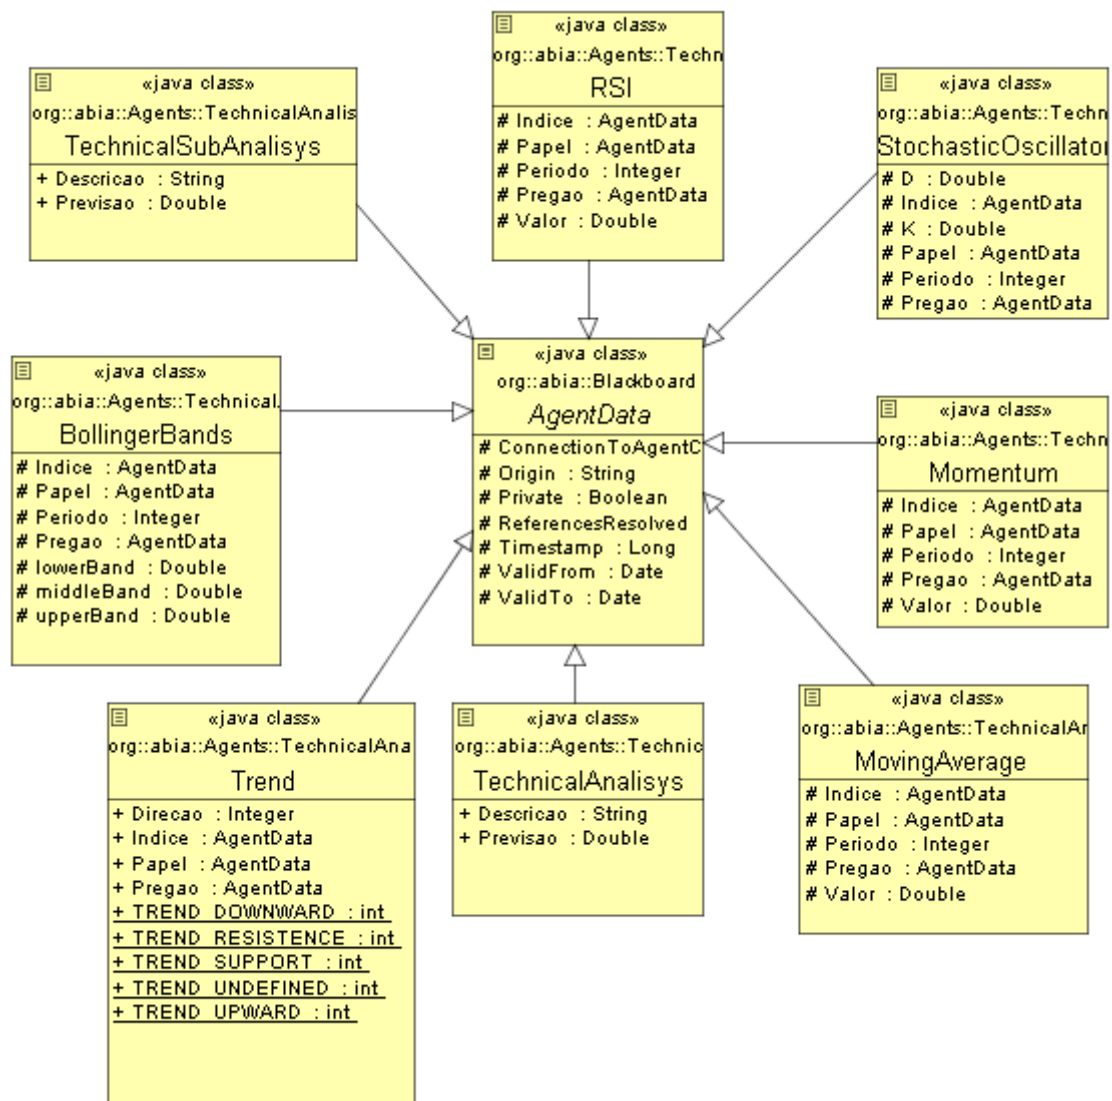 «java class»
org::abia::Agents::TechnicalAnalis
TechnicalSubAnalisys
+ Descricao : String
+ Previsao : Double
«java class»
org::abia::Agents::Techn
RSI
# Indice : AgentData
# Papel : AgentData
# Periodo : Integer
# Pregao : AgentData
# Valor : Double
«java class»
org::abia::Agents::Techn
StochasticOscillator
# D : Double
# Indice : AgentData
# K : Double
# Papel : AgentData
# Periodo : Integer
# Pregao : AgentData
«java class»
org::abia::Agents::Technical.
BollingerBands
# Indice : AgentData
# Papel : AgentData
# Periodo : Integer
# Pregao : AgentData
# lowerBand : Double
# middleBand : Double
# upperBand : Double
«java class»
org::abia::Blackboard
AgentData
# ConnectionToAgentC
# Origin : String
# Private : Boolean
# ReferencesResolved
# Timestamp : Long
# ValidFrom : Date
# ValidTo : Date
«java class»
org::abia::Agents::Techn
Momentum
# Indice : AgentData
# Papel : AgentData
# Periodo : Integer
# Pregao : AgentData
# Valor : Double
«java class»
org::abia::Agents::TechnicalAna
Trend
+ Direcao : Integer
+ Indice : AgentData
+ Papel : AgentData
+ Pregao : AgentData
+ TREND_DOWNWARD : int
+ TREND_RESISTENCE : int
+ TREND_SUPPORT : int
+ TREND_UNDEFINED : int
+ TREND_UPWARD : int
«java class»
org::abia::Agents::Technic
TechnicalAnalisys
+ Descricao : String
+ Previsao : Double
«java class»
org::abia::Agents::TechnicalAr
MovingAverage
# Indice : AgentData
# Papel : AgentData
# Periodo : Integer
# Pregao : AgentData
# Valor : Double